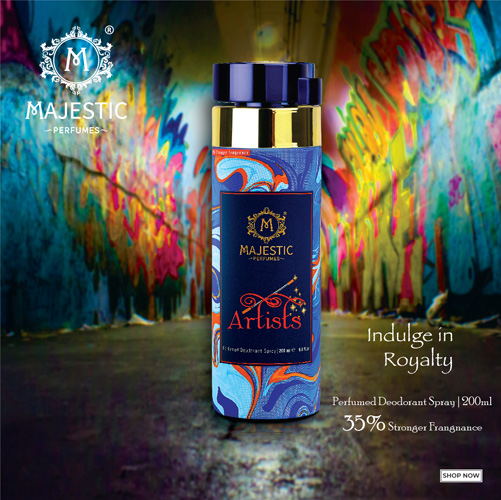 M
®
MAJESTIC
PERFUMES
M
®
MAJESTIC
PERFUMES
Artists
Indulge in
Royalty
Perfumed Deodorant Spray | 200ml
35% Stronger Frangnance
SHOP NOW